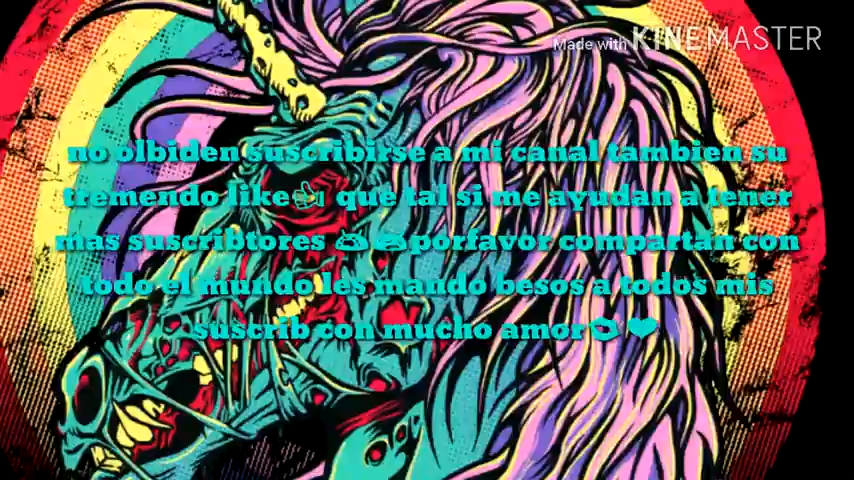 Made with KINEMASTER
no olbiden suscribirse a mi canal tambien su
tremendo like👍 que tal si me ayudan a tener
mas suscribtores porfavor compartan con
todo el mundo les mando besos a todos mis
suscrib con mucho amor💋❤